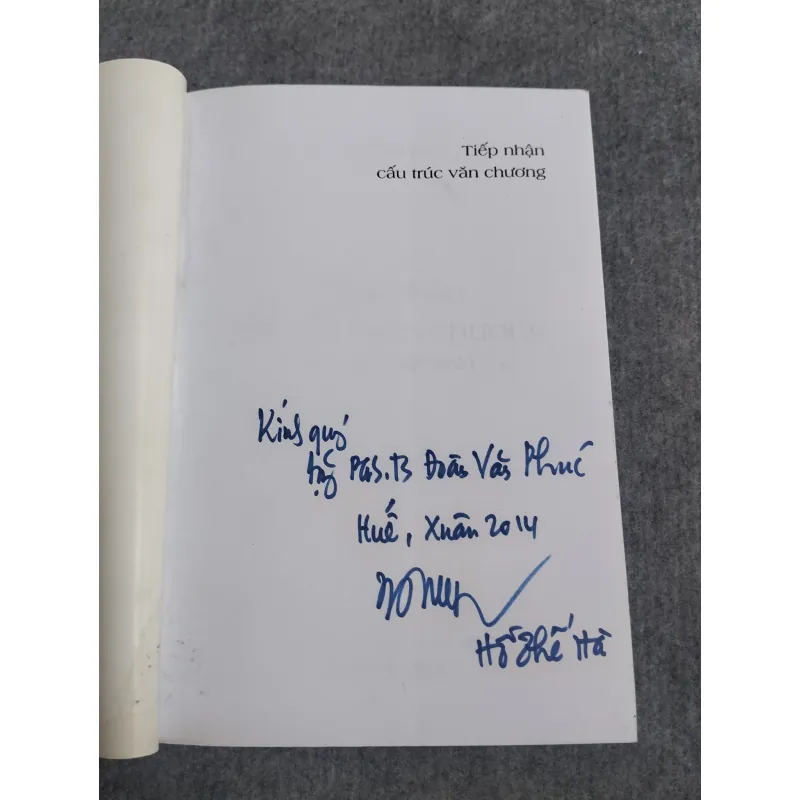 Tiếp nhận
cấu trúc văn chương
Kính quý
tặng PGS.TS Đoàn Văn Phúc
Huế, Xuân 2014
Hồ Thế Hà